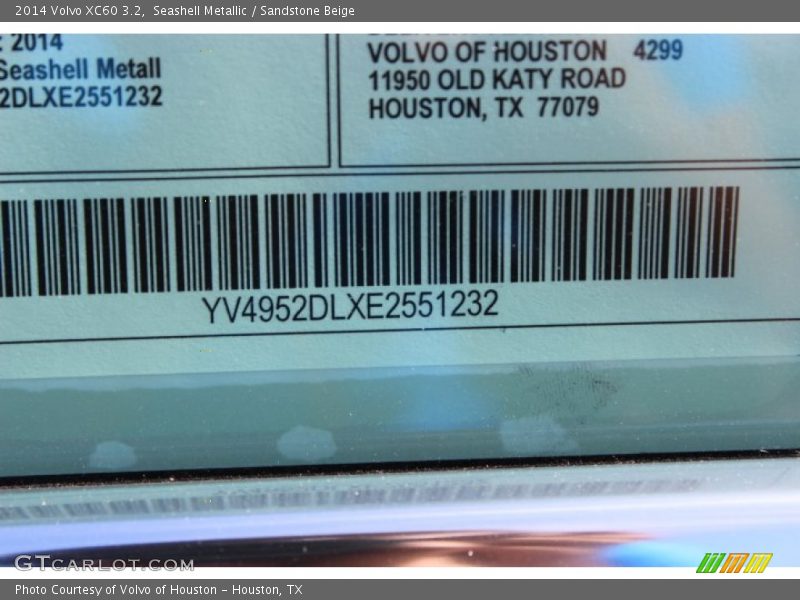 2014 Volvo XC60 3.2, Seashell Metallic / Sandstone Beige
: 2014
Seashell Metall
2DLXE2551232
VOLVO OF HOUSTON 4299
11950 OLD KATY ROAD
HOUSTON, TX 77079
YV4952DLXE2551232
GTCARLOT.COM
Photo Courtesy of Volvo of Houston - Houston, TX